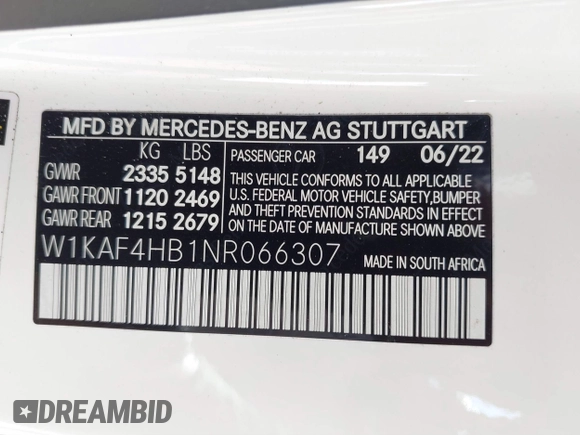 MFD BY MERCEDES-BENZ AG STUTTGART
KG LBS PASSENGER CAR 149 06/22
GVWR 2335 5148 THIS VEHICLE CONFORMS TO ALL APPLICABLE
GAWR FRONT 1120 2469 U.S. FEDERAL MOTOR VEHICLE SAFETY, BUMPER
GAWR REAR 1215 2679 AND THEFT PREVENTION STANDARDS IN EFFECT ON THE DATE OF MANUFACTURE SHOWN ABOVE.
W1KAF4HB1NR066307 MADE IN SOUTH AFRICA
DREAMBID